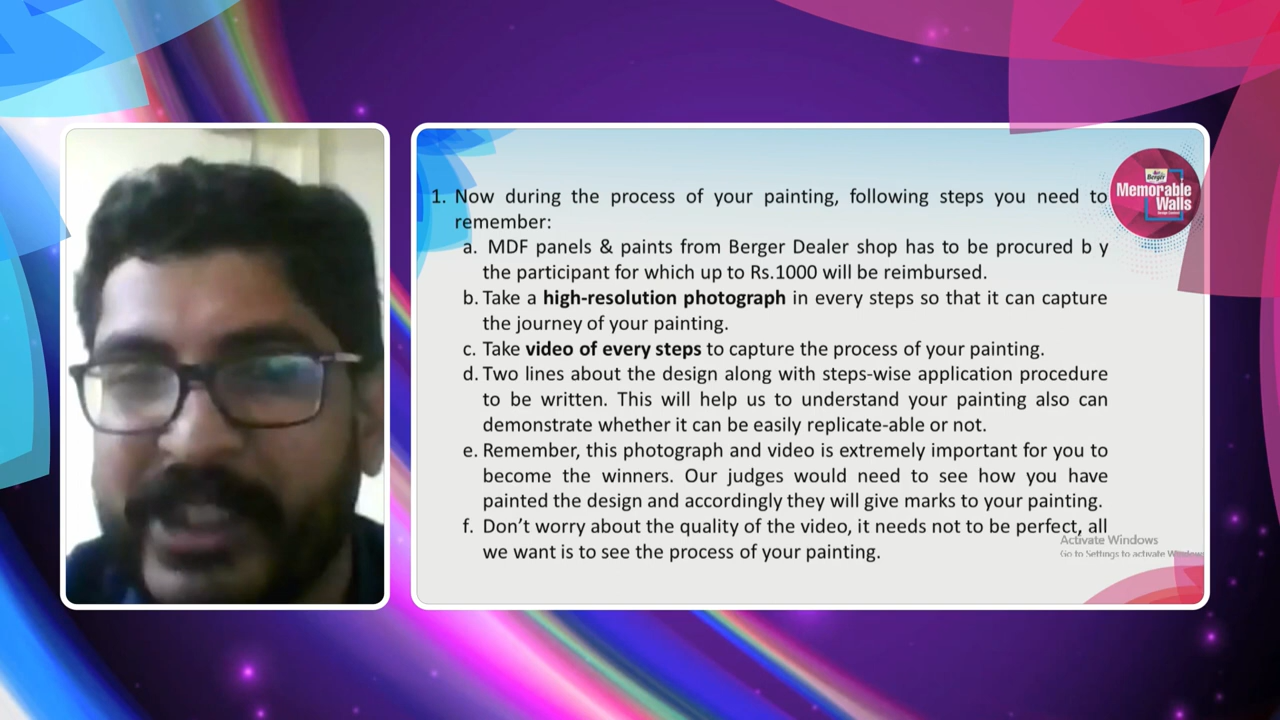 1. Now during the process of your painting, following steps you need to
remember:
a. MDF panels & paints from Berger Dealer shop has to be procured b y
the participant for which up to Rs.1000 will be reimbursed.
b. Take a high-resolution photograph in every steps so that it can capture
the journey of your painting.
c. Take video of every steps to capture the process of your painting.
d. Two lines about the design along with steps-wise application procedure
to be written. This will help us to understand your painting also can
demonstrate whether it can be easily replicate-able or not.
e. Remember, this photograph and video is extremely important for you to
become the winners. Our judges would need to see how you have
painted the design and accordingly they will give marks to your painting.
f. Don’t worry about the quality of the video, it needs not to be perfect, all
we want is to see the process of your painting.
Berger
Memorable
Walls
Activate Windows
Go to Settings to activate Windows